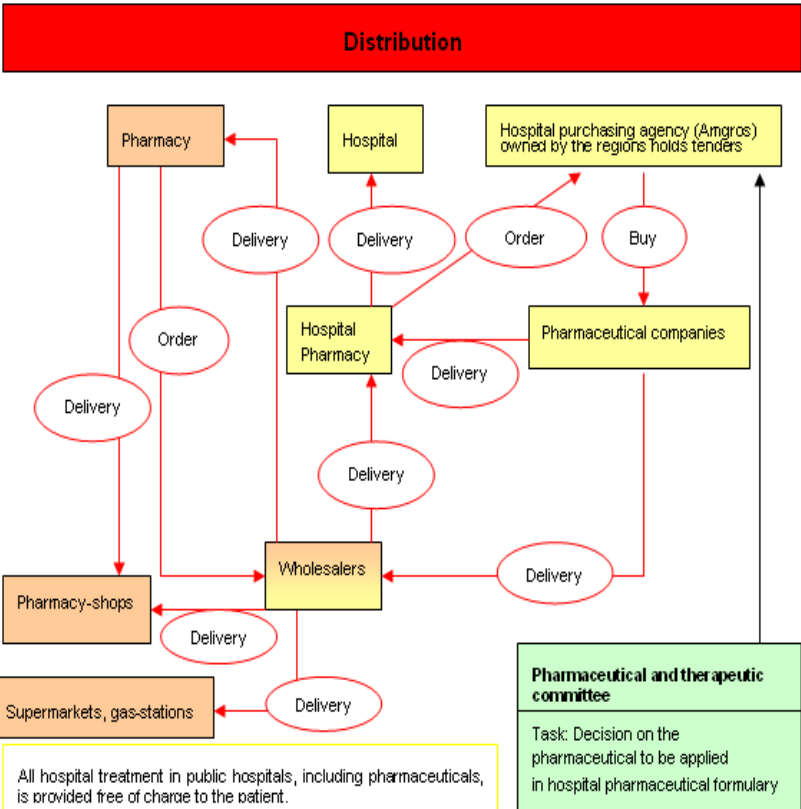 Distribution
Pharmacy
Hospital
Hospital purchasing agency (Amgros)
owned by the regions holds tenders
Delivery
Delivery
Order
Buy
Hospital
Pharmacy
Pharmaceutical companies
Order
Delivery
Delivery
Delivery
Wholesalers
Delivery
Pharmacy-shops
Delivery
Supermarkets, gas-stations
Delivery
Pharmaceutical and therapeutic
committee
Task: Decision on the
pharmaceutical to be applied
in hospital pharmaceutical formulary
All hospital treatment in public hospitals, including pharmaceuticals,
is provided free of charge to the patient.